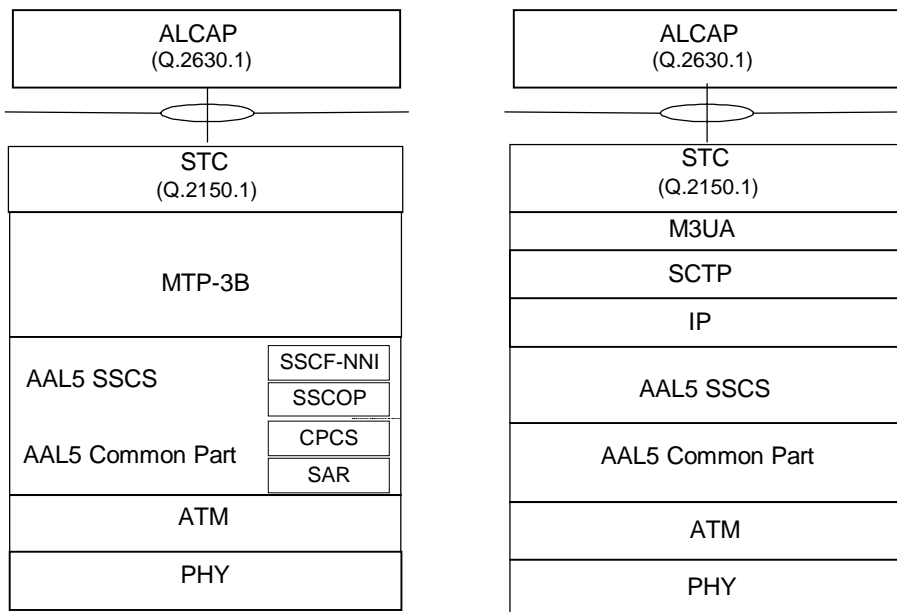 ALCAP
(Q.2630.1)
STC
(Q.2150.1)
MTP-3B
AAL5 SSCS
SSCF-NNI
SSCOP
AAL5 Common Part
CPCS
SAR
ATM
PHY
ALCAP
(Q.2630.1)
STC
(Q.2150.1)
M3UA
SCTP
IP
AAL5 SSCS
AAL5 Common Part
ATM
PHY